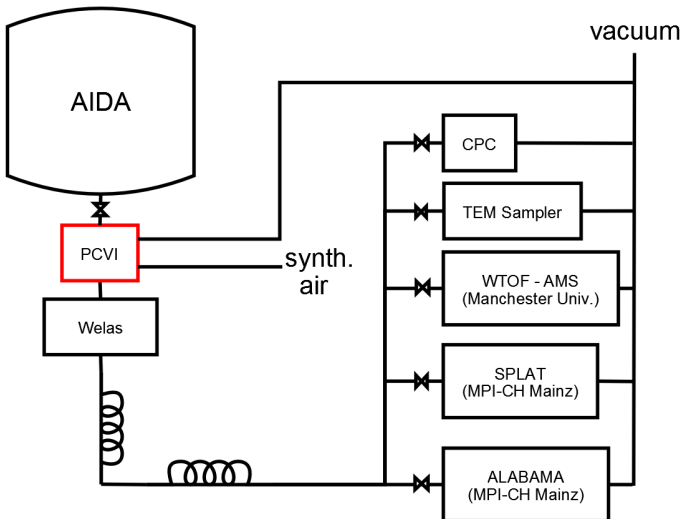 vacuum
AIDA
CPC
TEM Sampler
PCVI
synth.
air
WTOF - AMS
(Manchester Univ.)
Welas
SPLAT
(MPI-CH Mainz)
ALABAMA
(MPI-CH Mainz)